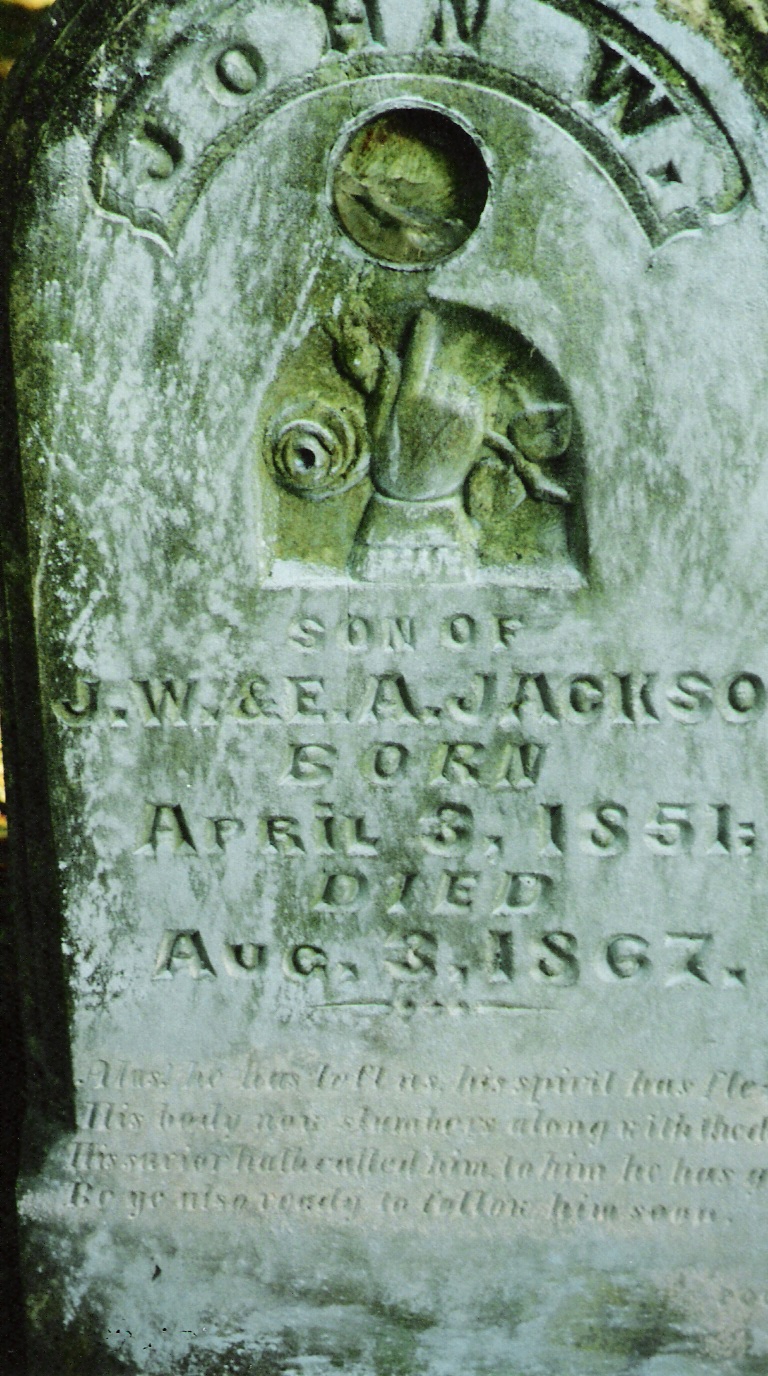 JOHN W.
SON OF
J.W. & E.A. JACKSO
BORN
APRIL 3, 1851;
DIED
AUG. 3, 1867.
Alas! he has left us, his spirit has fle
His body now slumbers along with the d
His savior hath called him, to him he has g
Be ye also ready to follow him soon.